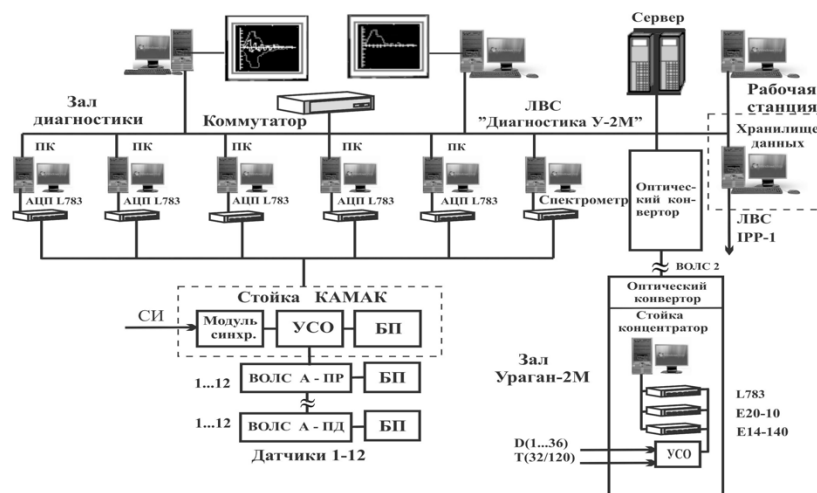 Сервер
Зал
диагностики
Коммутатор
ЛВС
"Диагностика У-2М"
Рабочая
станция
Хранилище
данных
ПК
ПК
ПК
ПК
ПК
АЦП L783
АЦП L783
АЦП L783
АЦП L783
АЦП L783
Спектрометр
Оптичес-
кий кон-
вертор
ЛВС
IPP-1
ВОЛС 2
Оптический
конвертор
Стойка
концентратор
Стойка КАМАК
СИ
Модуль
синхр.
УСО
БП
1...12
ВОЛС А - ПР
БП
1...12
ВОЛС А - ПД
БП
Датчики 1-12
Зал
Ураган-2М
L783
E20-10
E14-140
D(1...36)
T(32/120)
УСО